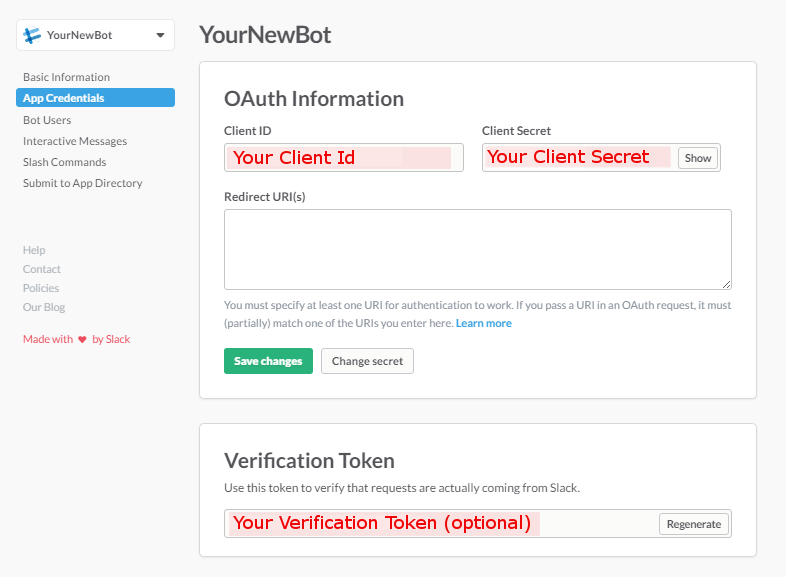 YourNewBot
Basic Information
App Credentials
Bot Users
Interactive Messages
Slash Commands
Submit to App Directory
Help
Contact
Policies
Our Blog
Made with ♥ by Slack
YourNewBot
OAuth Information
Client ID
Client Secret
Your Client Id
Your Client Secret
Show
Redirect URI(s)
You must specify at least one URI for authentication to work. If you pass a URI in an OAuth request, it must
(partially) match one of the URIs you enter here. Learn more
Save changes
Change secret
Verification Token
Use this token to verify that requests are actually coming from Slack.
Your Verification Token (optional)
Regenerate